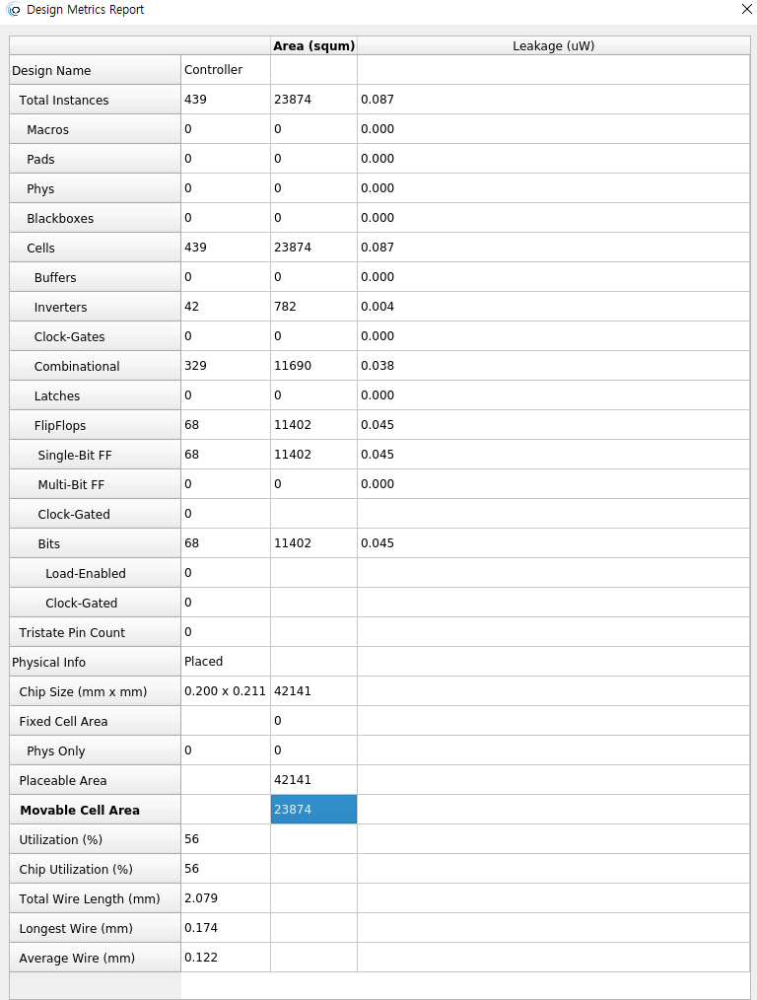 Design Metrics Report
Area (squm) Leakage (uW)
Design Name Controller
Total Instances 439 23874 0.087
Macros 0 0 0.000
Pads 0 0 0.000
Phys 0 0 0.000
Blackboxes 0 0 0.000
Cells 439 23874 0.087
Buffers 0 0 0.000
Inverters 42 782 0.004
Clock-Gates 0 0 0.000
Combinational 329 11690 0.038
Latches 0 0 0.000
FlipFlops 68 11402 0.045
Single-Bit FF 68 11402 0.045
Multi-Bit FF 0 0 0.000
Clock-Gated 0
Bits 68 11402 0.045
Load-Enabled 0
Clock-Gated 0
Tristate Pin Count 0
Physical Info Placed
Chip Size (mm x mm) 0.200 x 0.211 42141
Fixed Cell Area 0
Phys Only 0 0
Placeable Area 42141
Movable Cell Area 23874
Utilization (%) 56
Chip Utilization (%) 56
Total Wire Length (mm) 2.079
Longest Wire (mm) 0.174
Average Wire (mm) 0.122